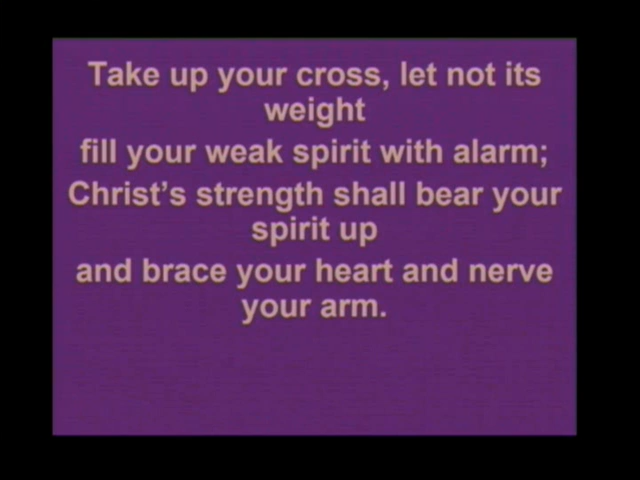 Take up your cross, let not its
weight
fill your weak spirit with alarm;
Christ's strength shall bear your
spirit up
and brace your heart and nerve
your arm.